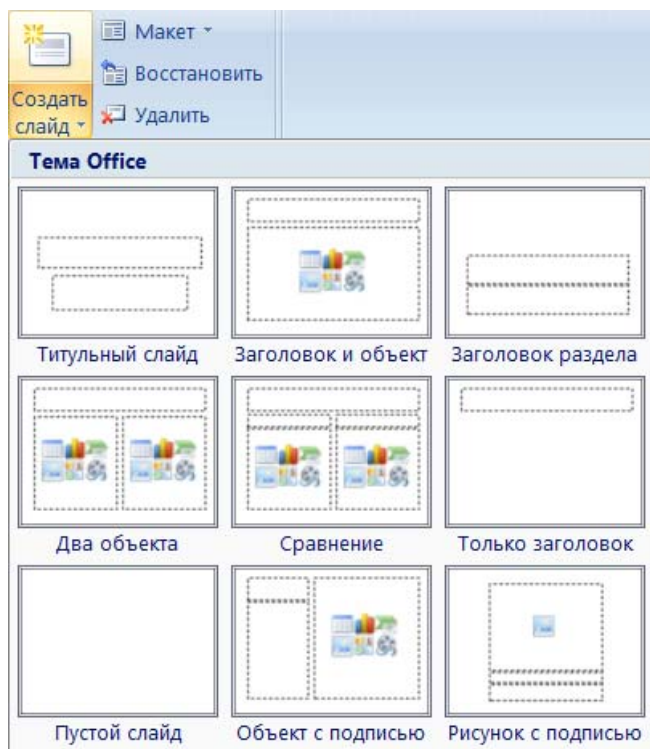 Макет
Восстановить
Создать
слайд
Удалить
Тема Office
Титульный слайд
Заголовок и объект
Заголовок раздела
Два объекта
Сравнение
Только заголовок
Пустой слайд
Объект с подписью
Рисунок с подписью